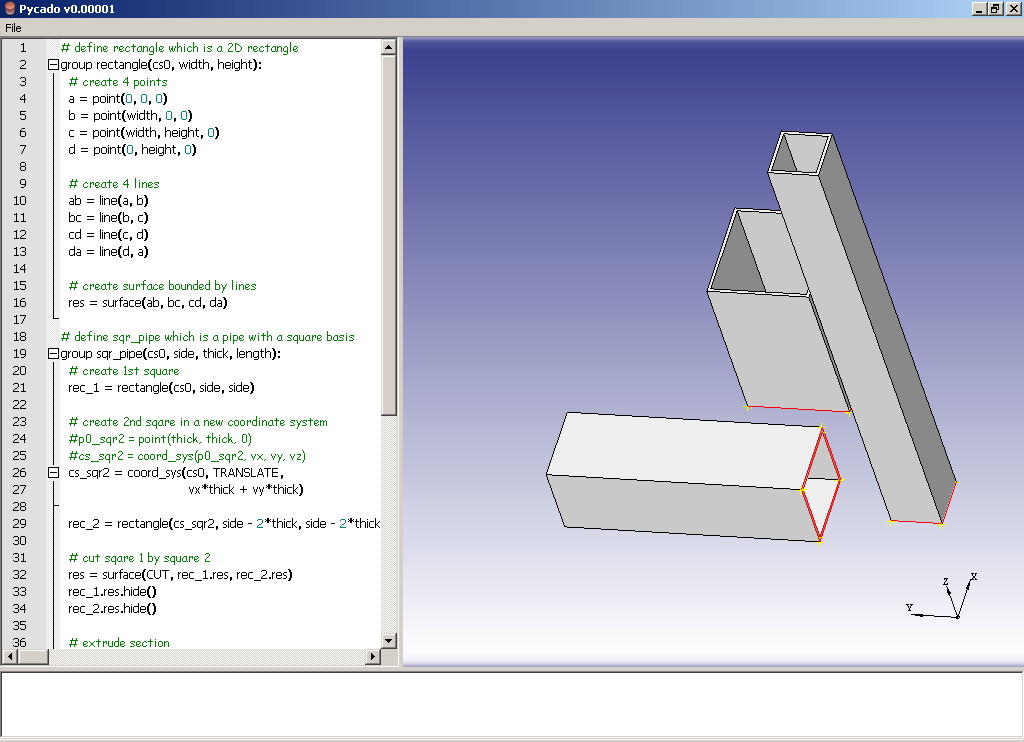 Pycado v0.00001
File
1 # define rectangle which is a 2D rectangle
2 group rectangle(cs0, width, height):
3 # create 4 points
4 a = point(0, 0, 0)
5 b = point(width, 0, 0)
6 c = point(width, height, 0)
7 d = point(0, height, 0)
8
9 # create 4 lines
10 ab = line(a, b)
11 bc = line(b, c)
12 cd = line(c, d)
13 da = line(d, a)
14
15 # create surface bounded by lines
16 res = surface(ab, bc, cd, da)
17
18 # define sqr_pipe which is a pipe with a square basis
19 group sqr_pipe(cs0, side, thick, length):
20 # create 1st square
21 rec_1 = rectangle(cs0, side, side)
22
23 # create 2nd sqare in a new coordinate system
24 #p0_sqr2 = point(thick, thick, 0)
25 #cs_sqr2 = coord_sys(p0_sqr2, vx, vy, vz)
26 cs_sqr2 = coord_sys(cs0, TRANSLATE,
27 vx*thick + vy*thick)
28
29 rec_2 = rectangle(cs_sqr2, side - 2*thick, side - 2*thick
30
31 # cut sqare 1 by square 2
32 res = surface(CUT, rec_1.res, rec_2.res)
33 rec_1.res.hide()
34 rec_2.res.hide()
35
36 # extrude section
X
Z
Y